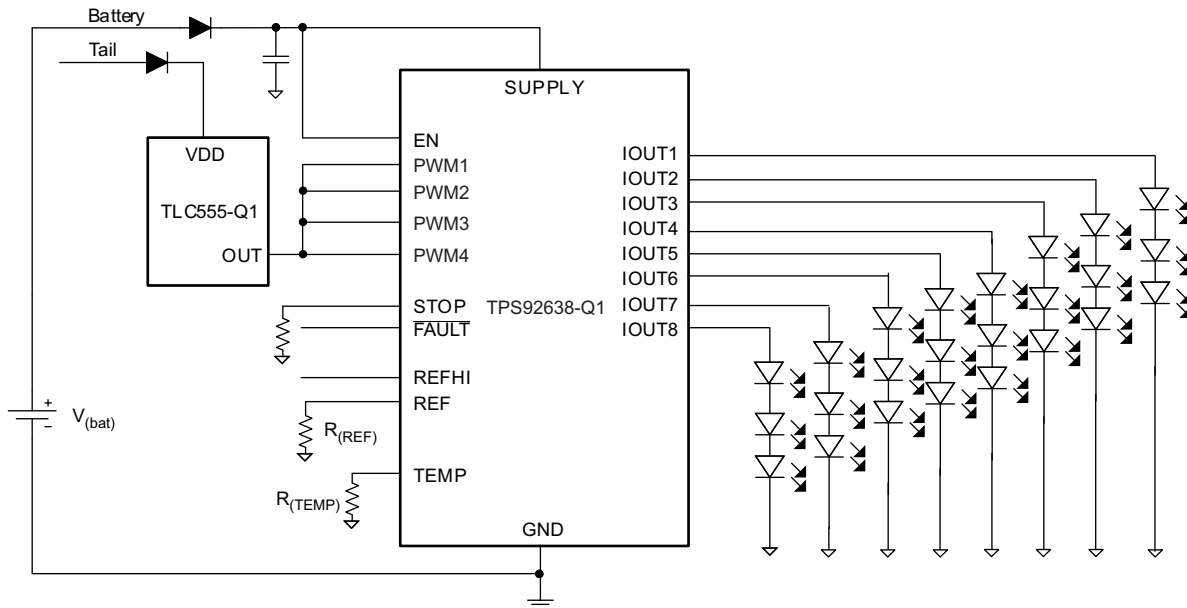 Battery
Tail
SUPPLY
VDD
TLC555-Q1
OUT
EN
PWM1
PWM2
PWM3
PWM4
STOP
FAULT
REFHI
REF
TEMP
TPS92638-Q1
GND
IOUT1
IOUT2
IOUT3
IOUT4
IOUT5
IOUT6
IOUT7
IOUT8
+
−
V(bat)
R(REF)
R(TEMP)